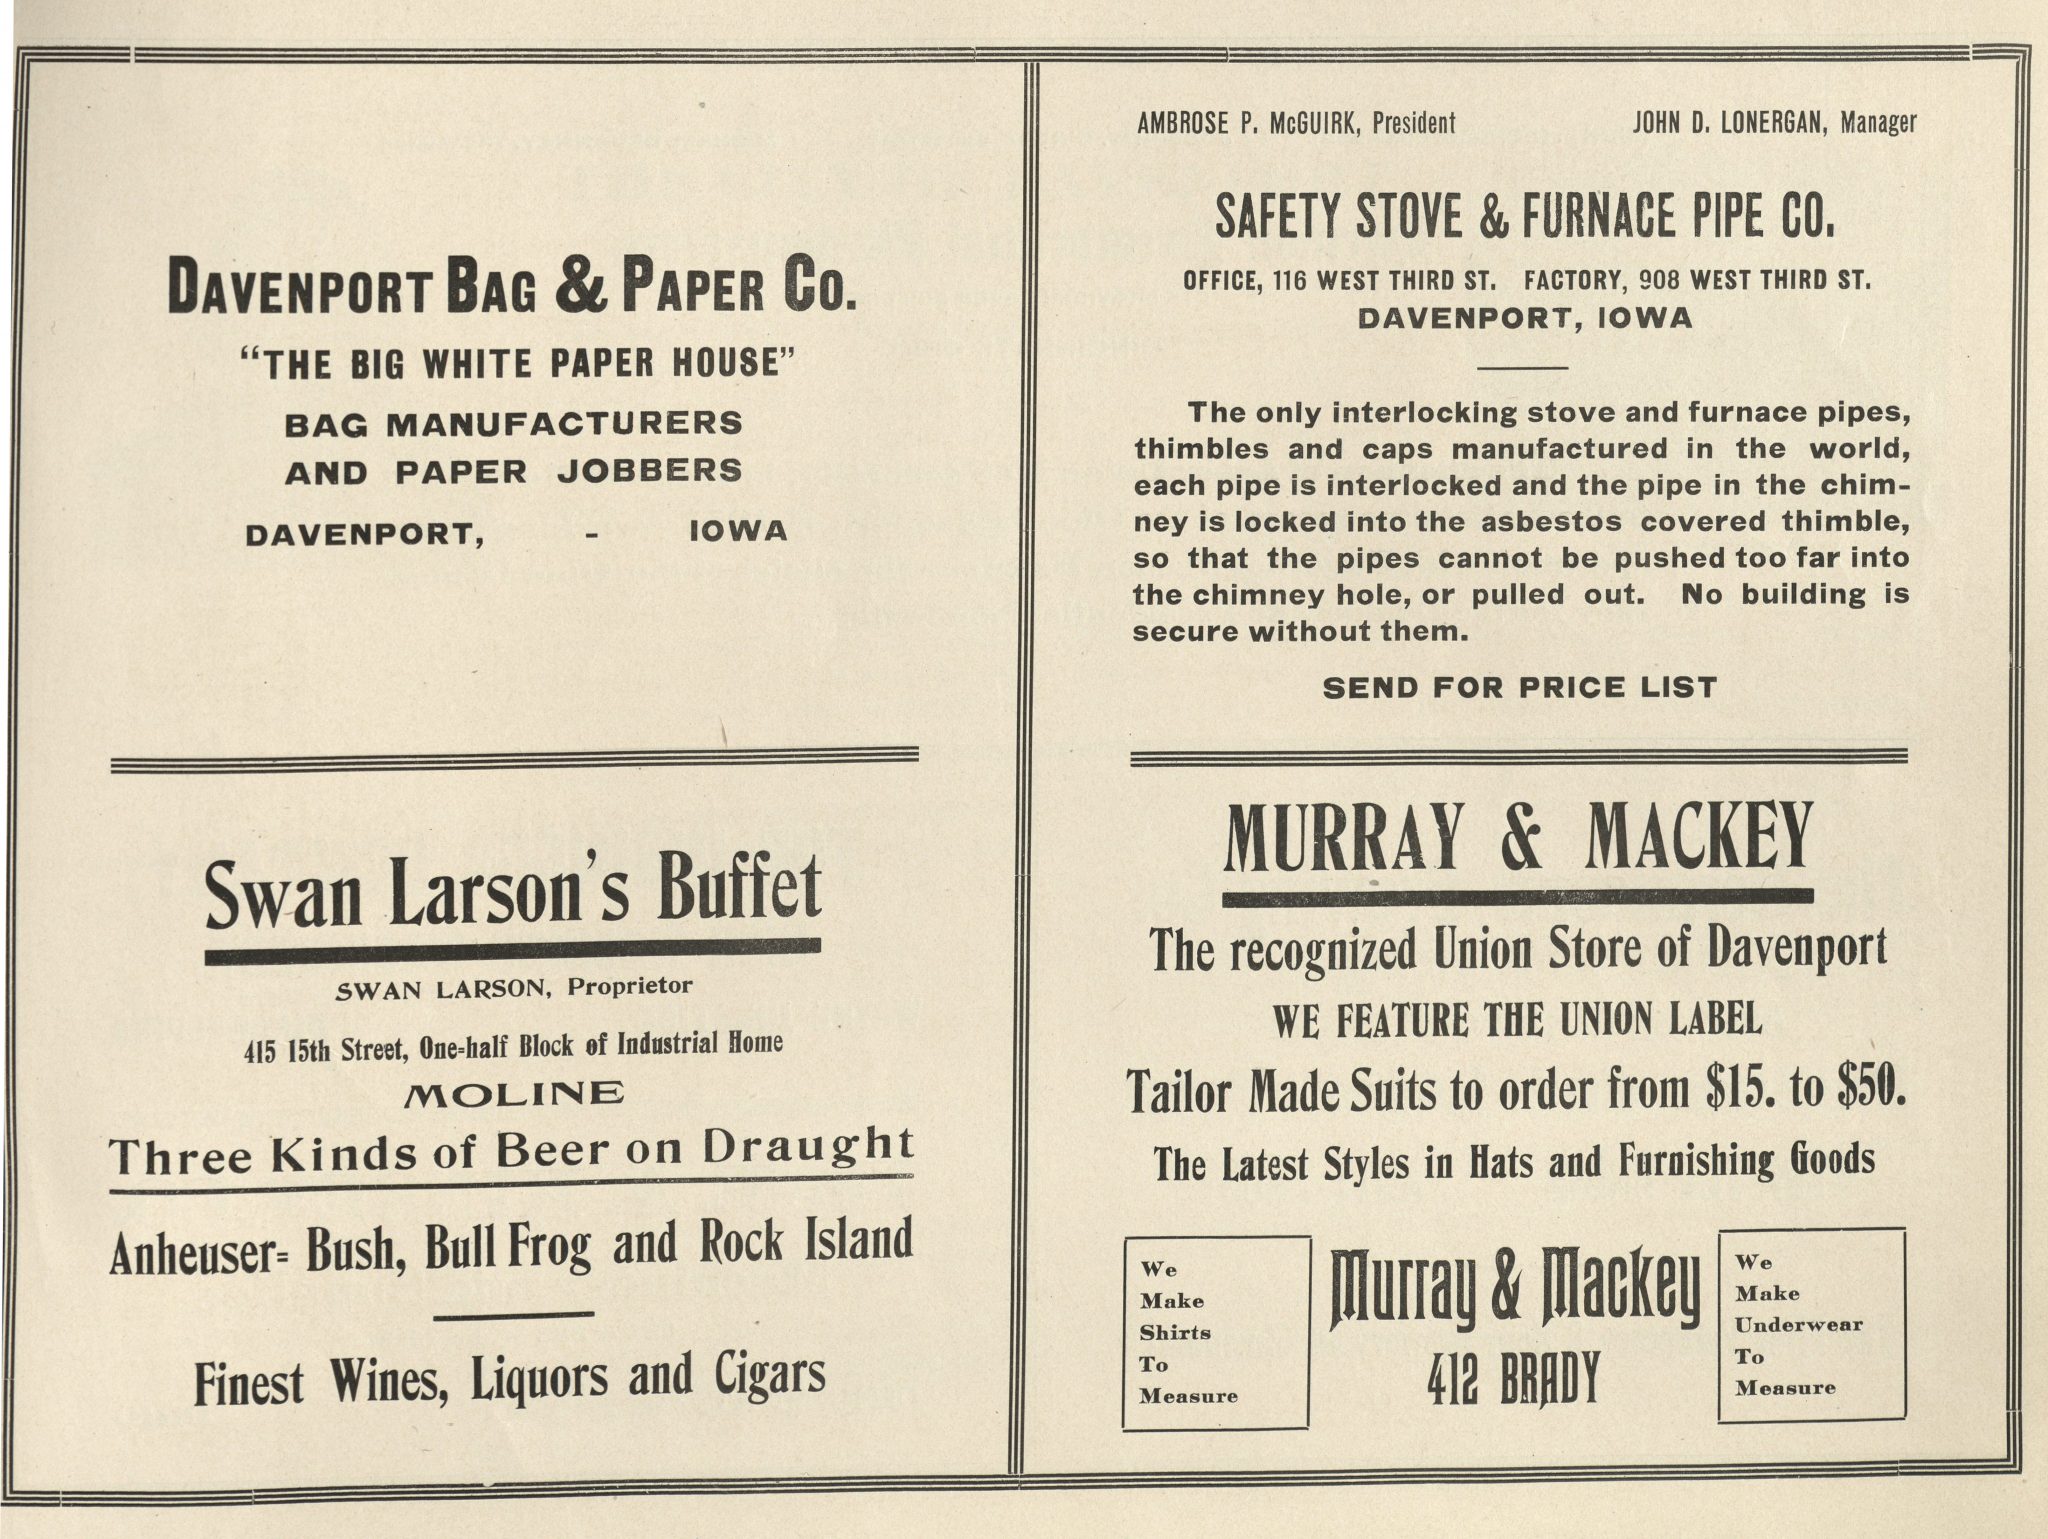 DAVENPORT BAG & PAPER CO.
"THE BIG WHITE PAPER HOUSE"
BAG MANUFACTURERS
AND PAPER JOBBERS
DAVENPORT, - IOWA
Swan Larson's Buffet
SWAN LARSON, Proprietor
415 15th Street, One-half Block of Industrial Home
MOLINE
Three Kinds of Beer on Draught
Anheuser-Bush, Bull Frog and Rock Island
Finest Wines, Liquors and Cigars
AMBROSE P. McGUIRK, President JOHN D. LONERGAN, Manager
SAFETY STOVE & FURNACE PIPE CO.
OFFICE, 116 WEST THIRD ST. FACTORY, 908 WEST THIRD ST.
DAVENPORT, IOWA
The only interlocking stove and furnace pipes,
thimbles and caps manufactured in the world,
each pipe is interlocked and the pipe in the chim-
ney is locked into the asbestos covered thimble,
so that the pipes cannot be pushed too far into
the chimney hole, or pulled out. No building is
secure without them.
SEND FOR PRICE LIST
MURRAY & MACKEY
The recognized Union Store of Davenport
WE FEATURE THE UNION LABEL
Tailor Made Suits to order from $15. to $50.
The Latest Styles in Hats and Furnishing Goods
We
Make
Shirts
To
Measure
Murray & Mackey
412 BRADY
We
Make
Underwear
To
Measure